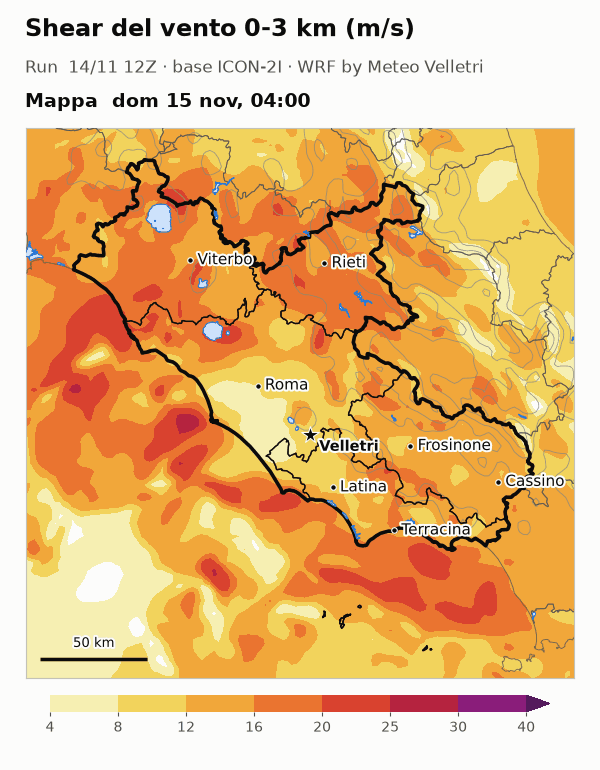 Shear del vento 0-3 km (m/s)
Run  14/11 12Z · base ICON-2I · WRF by Meteo Velletri
Mappa  dom 15 nov, 04:00
Viterbo
Rieti
Roma
Velletri
Frosinone
Cassino
Latina
Terracina
50 km
4 8 12 16 20 25 30 40